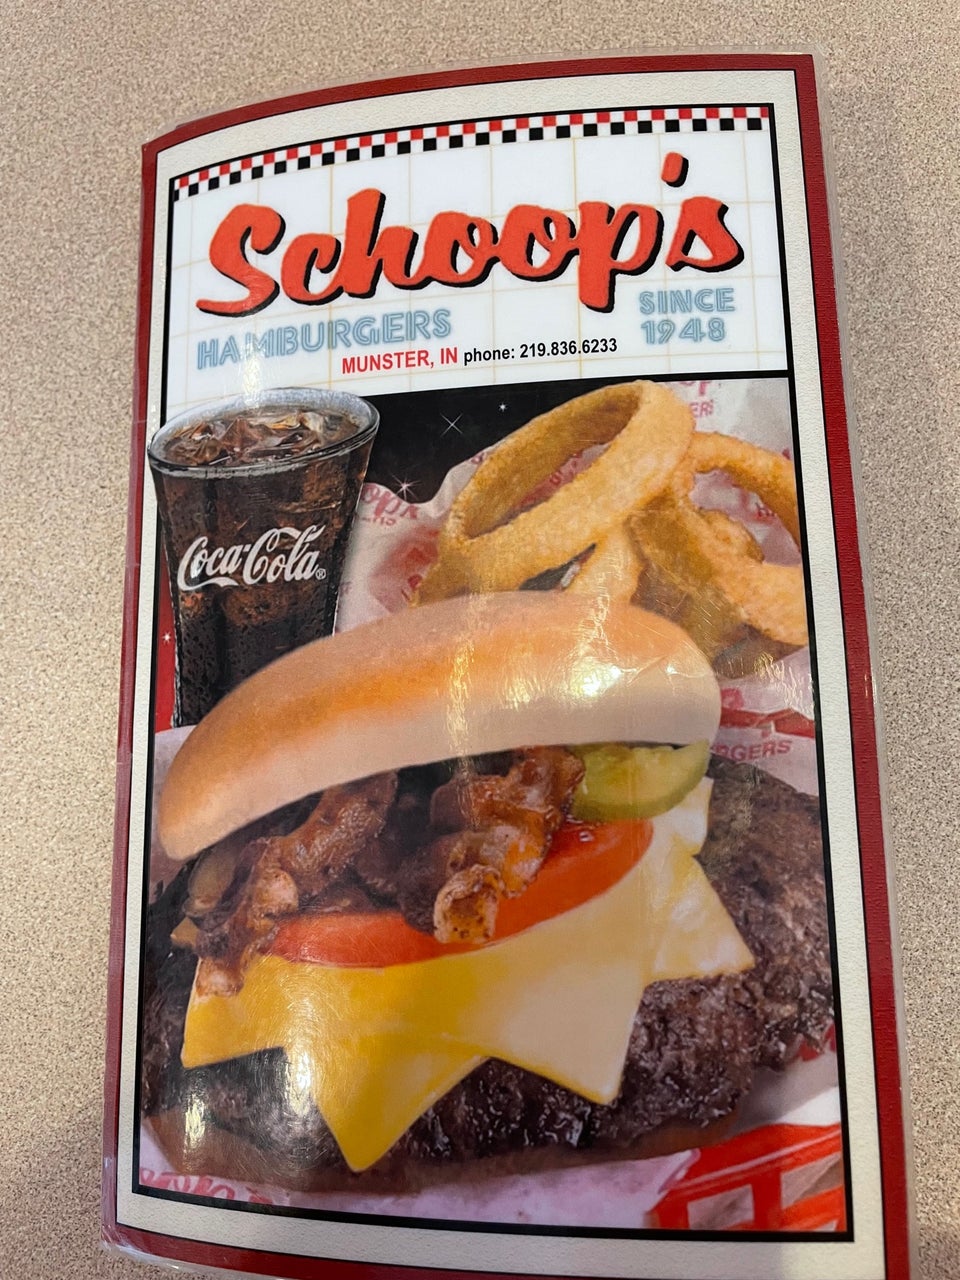 Schoop's
HAMBURGERS
SINCE
1948
MUNSTER, IN phone: 219.836.6233
Coca-Cola®